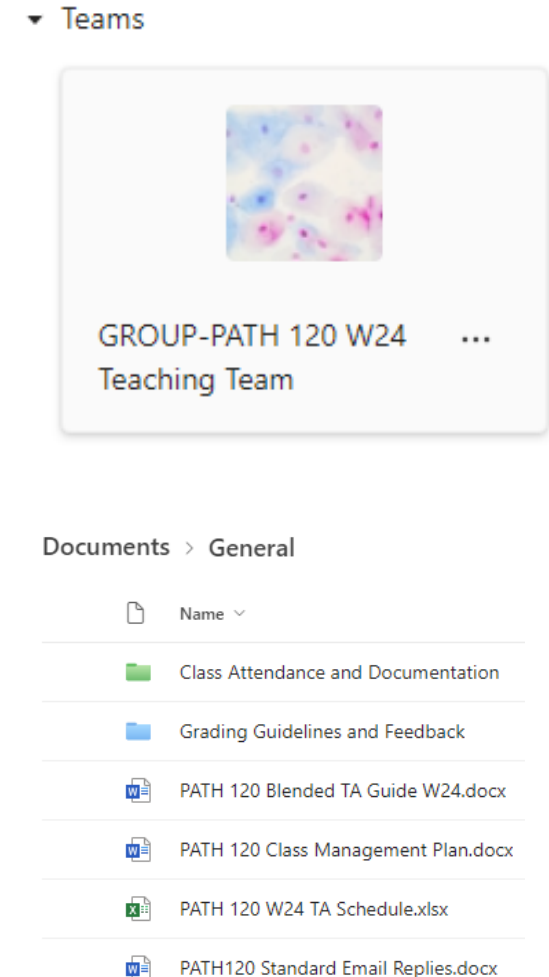 Teams
GROUP-PATH 120 W24
Teaching Team
Documents > General
Name
Class Attendance and Documentation
Grading Guidelines and Feedback
PATH 120 Blended TA Guide W24.docx
PATH 120 Class Management Plan.docx
PATH 120 W24 TA Schedule.xlsx
PATH120 Standard Email Replies.docx